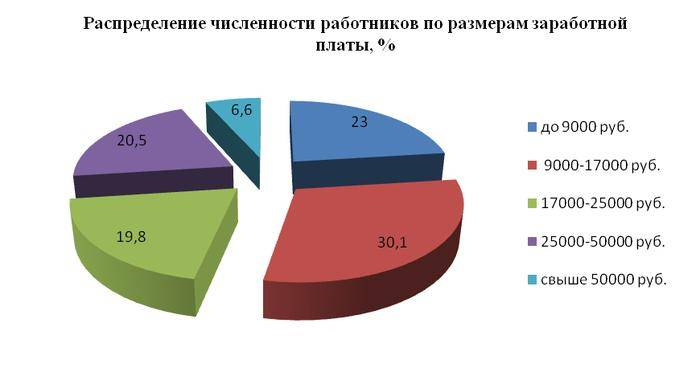 Распределение численности работников по размерам заработной
платы, %
6,6
23
20,5
19,8
30,1
до 9000 руб.
9000-17000 руб.
17000-25000 руб.
25000-50000 руб.
свыше 50000 руб.